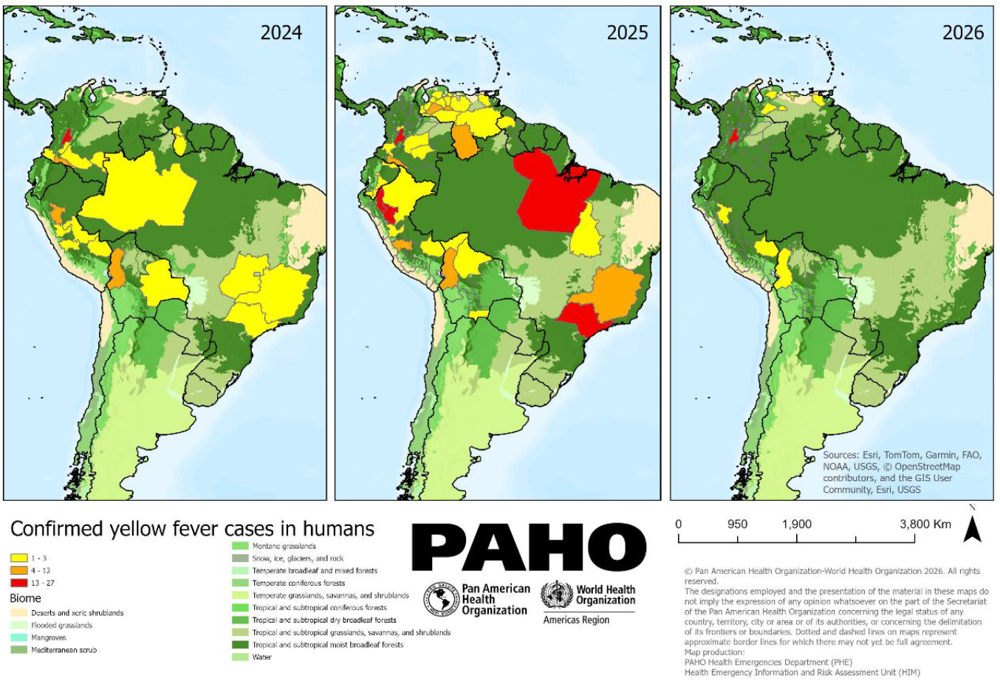 2024
2025
2026
Sources: Esri, TomTom, Garmin, FAO,
NOAA, USGS, © OpenStreetMap
contributors, and the GIS User
Community, Esri, USGS
Confirmed yellow fever cases in humans
1 - 3
4 - 12
13 - 27
Biome
Deserts and xeric shrublands
Flooded grasslands
Mangroves
Mediterranean scrub
Montane grasslands
Snow, ice, glaciers, and rock
Temperate broadleaf and mixed forests
Temperate coniferous forests
Temperate grasslands, savannas, and shrublands
Tropical and subtropical coniferous forests
Tropical and subtropical dry broadleaf forests
Tropical and subtropical grasslands, savannas, and shrublands
Tropical and subtropical moist broadleaf forests
Water
PAHO
Pan American
Health
Organization
World Health
Organization
Americas Region
0 950 1,900 3,800 Km
N
© Pan American Health Organization-World Health Organization 2026. All rights
reserved.
The designations employed and the presentation of the material in these maps do
not imply the expression of any opinion whatsoever on the part of the Secretariat
of the Pan American Health Organization concerning the legal status of any
country, territory, city or area or of its authorities, or concerning the delimitation
of its frontiers or boundaries. Dotted and dashed lines on maps represent
approximate border lines for which there may not yet be full agreement.
Map production:
PAHO Health Emergencies Department (PHE)
Health Emergency Information and Risk Assessment Unit (HIM)